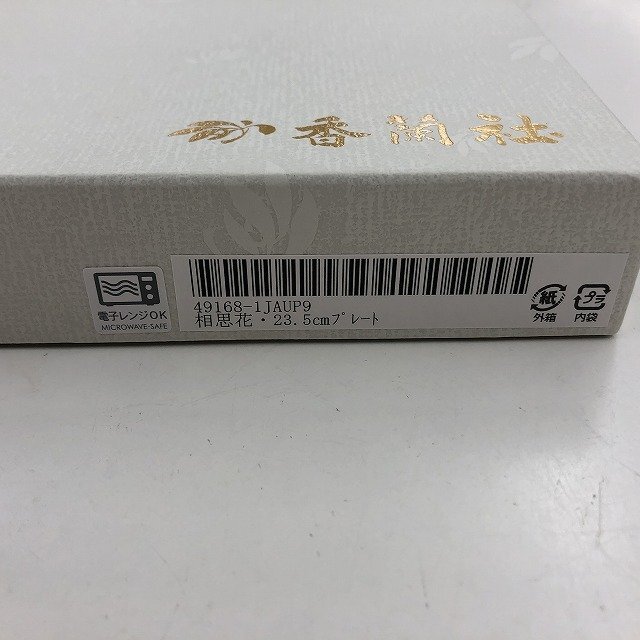 香蘭社
電子レンジOK
MICROWAVE-SAFE
49168-1JAUP9
相思花・23.5cmプレート
紙
外箱
プラ
内袋